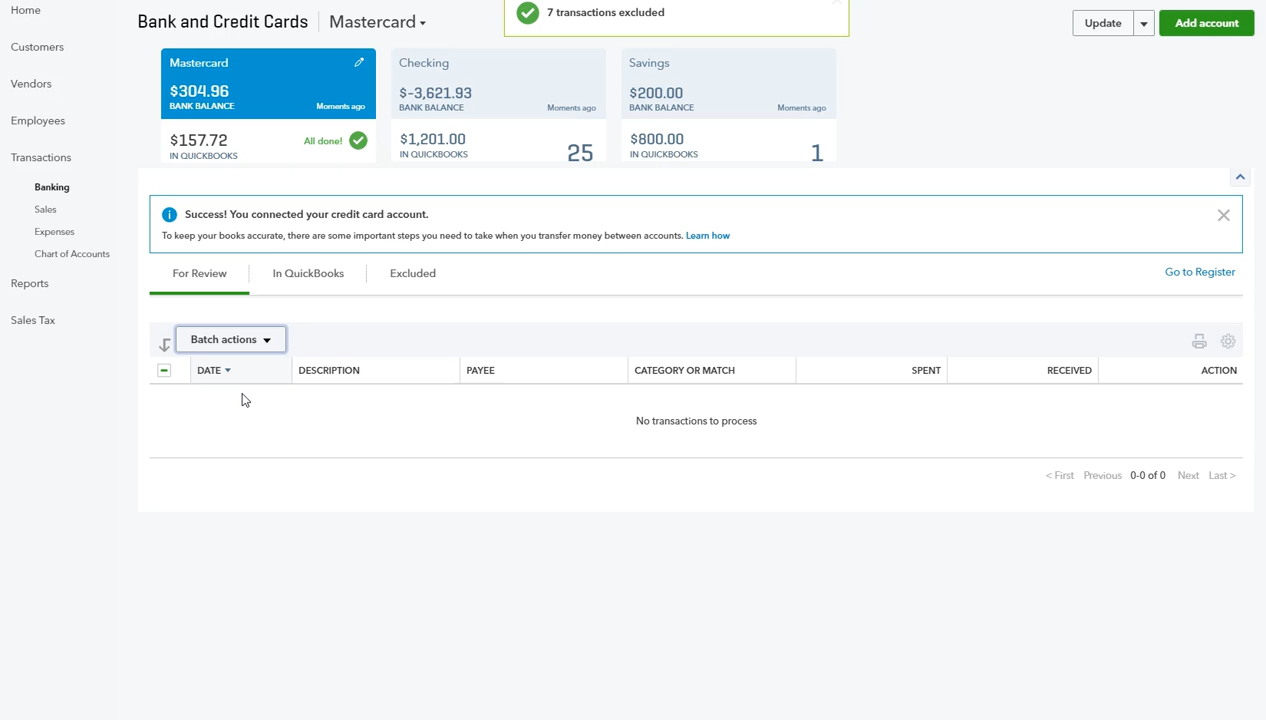 7 transactions excluded
Home
Bank and Credit Cards
Mastercard
Update
Add account
Customers
Mastercard
Checking
Savings
Vendors
$304.96
$-3,621.93
$200.00
BANK BALANCE
Moments ago
BANK BALANCE
Moments ago
BANK BALANCE
Moments ago
Employees
$157.72
All done!
$1,201.00
25
$800.00
1
IN QUICKBOOKS
IN QUICKBOOKS
IN QUICKBOOKS
Transactions
Banking
Sales
Expenses
Chart of Accounts
Reports
Sales Tax
Success! You connected your credit card account.
To keep your books accurate, there are some important steps you need to take when you transfer money between accounts. Learn how
For Review
In QuickBooks
Excluded
Go to Register
Batch actions
DATE
DESCRIPTION
PAYEE
CATEGORY OR MATCH
SPENT
RECEIVED
ACTION
No transactions to process
< First Previous 0-0 of 0 Next Last >